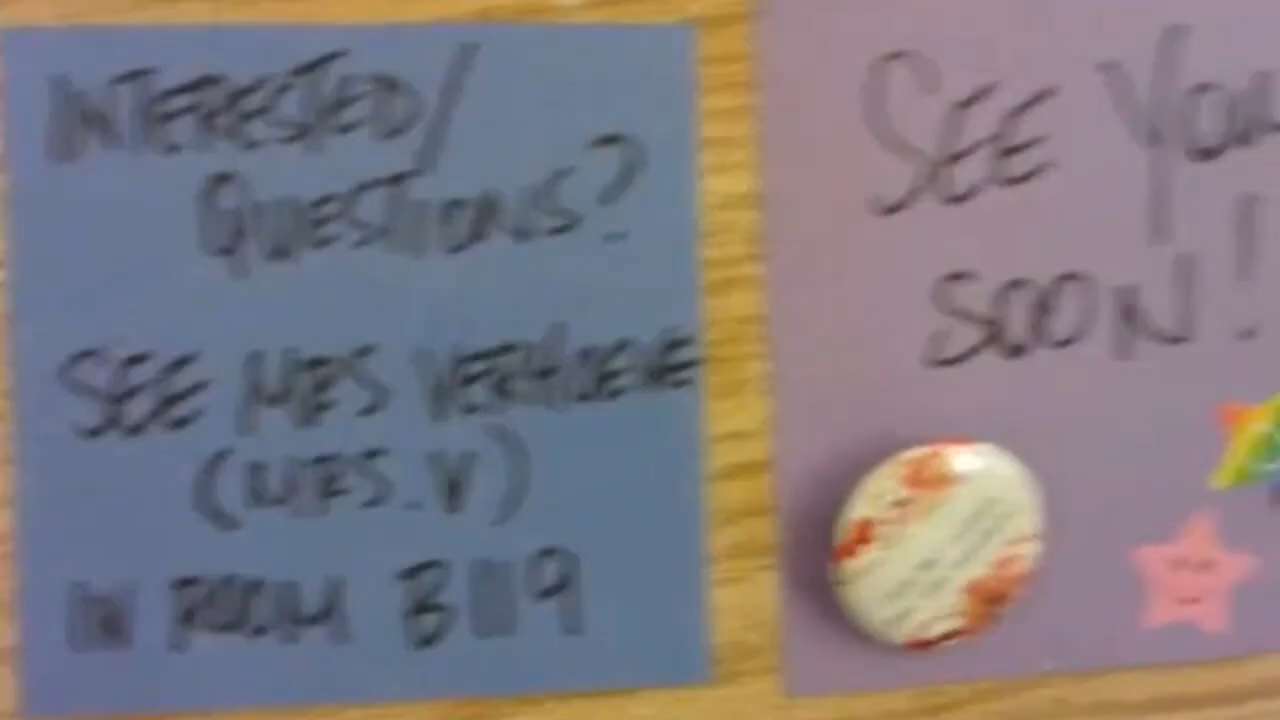 INTERESTED/
QUESTIONS?
SEE MRS
(MRS. V)
IN ROOM B119
SEE YOU
SOON!